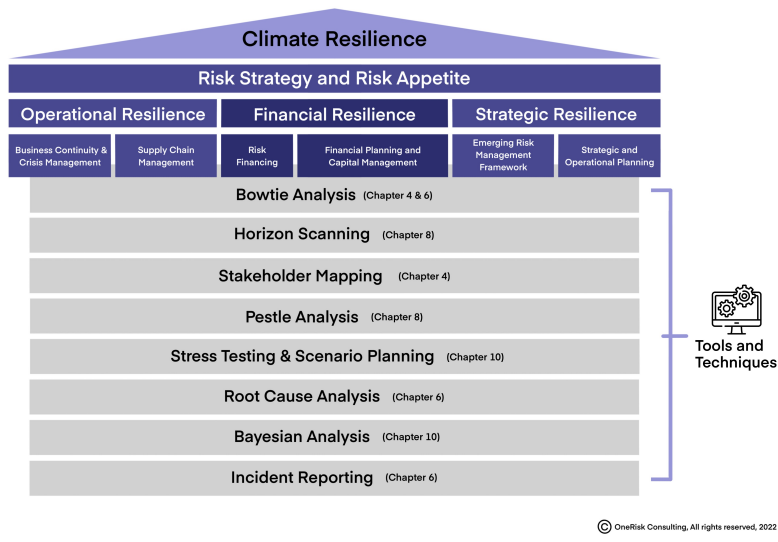 Climate Resilience
Risk Strategy and Risk Appetite
Operational Resilience
Financial Resilience
Strategic Resilience
Business Continuity &
Crisis Management
Supply Chain
Management
Risk
Financing
Financial Planning and
Capital Management
Emerging Risk
Management
Framework
Strategic and
Operational Planning
Bowtie Analysis (Chapter 4 & 6)
Horizon Scanning (Chapter 8)
Stakeholder Mapping (Chapter 4)
Pestle Analysis (Chapter 8)
Stress Testing & Scenario Planning (Chapter 10)
Root Cause Analysis (Chapter 6)
Bayesian Analysis (Chapter 10)
Incident Reporting (Chapter 6)
Tools and
Techniques
© OneRisk Consulting, All rights reserved, 2022